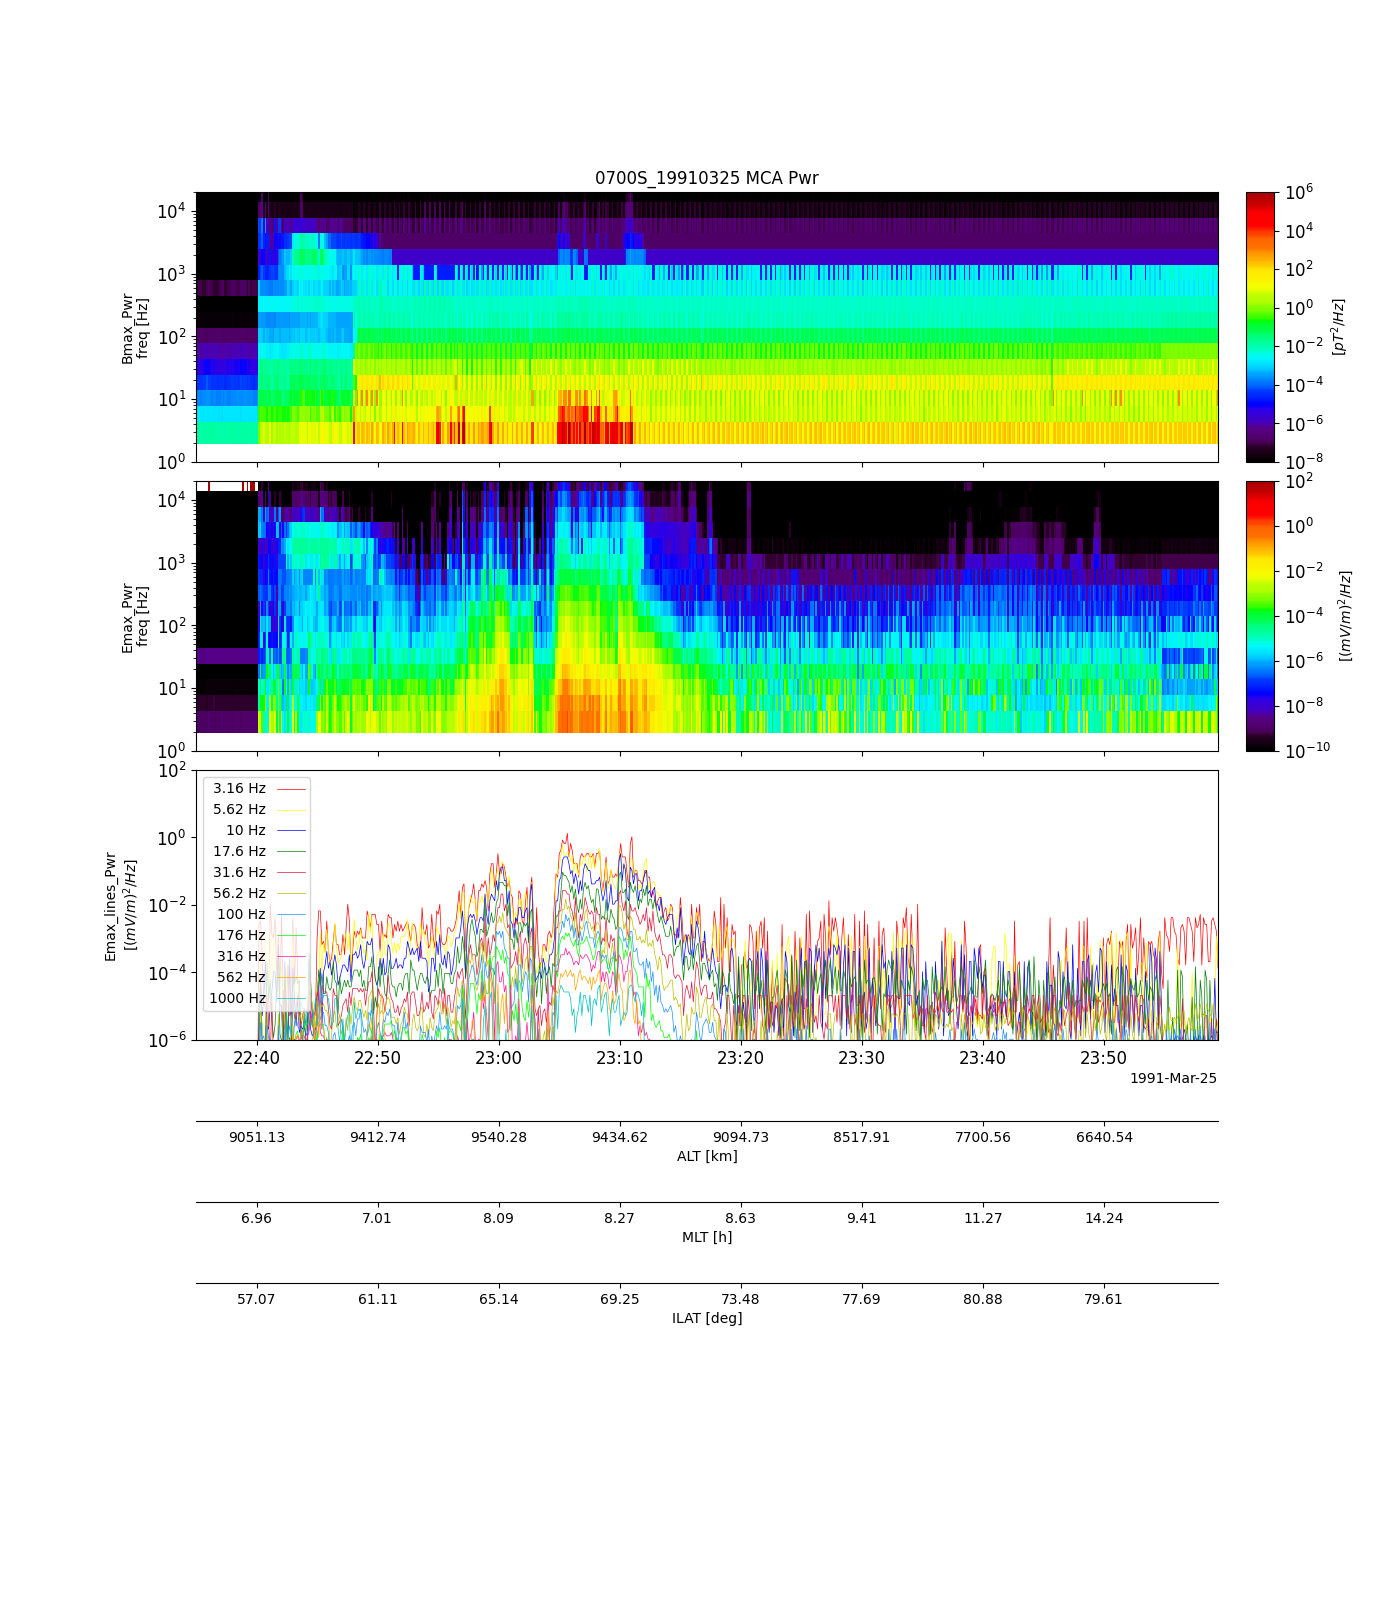 0700S_19910325 MCA Pwr
10^4
10^3
10^2
10^1
10^0
Bmax_Pwr
freq [Hz]
10^6
10^4
10^2
10^0
10^-2
10^-4
10^-6
10^-8
[pT^2/Hz]
10^4
10^3
10^2
10^1
10^0
Emax_Pwr
freq [Hz]
10^2
10^0
10^-2
10^-4
10^-6
10^-8
10^-10
[(mV/m)^2/Hz]
10^2
10^0
10^-2
10^-4
10^-6
Emax_lines_Pwr
[(mV/m)^2/Hz]
3.16 Hz
5.62 Hz
10 Hz
17.6 Hz
31.6 Hz
56.2 Hz
100 Hz
176 Hz
316 Hz
562 Hz
1000 Hz
22:40 22:50 23:00 23:10 23:20 23:30 23:40 23:50
1991-Mar-25
9051.13 9412.74 9540.28 9434.62 9094.73 8517.91 7700.56 6640.54
ALT [km]
6.96 7.01 8.09 8.27 8.63 9.41 11.27 14.24
MLT [h]
57.07 61.11 65.14 69.25 73.48 77.69 80.88 79.61
ILAT [deg]